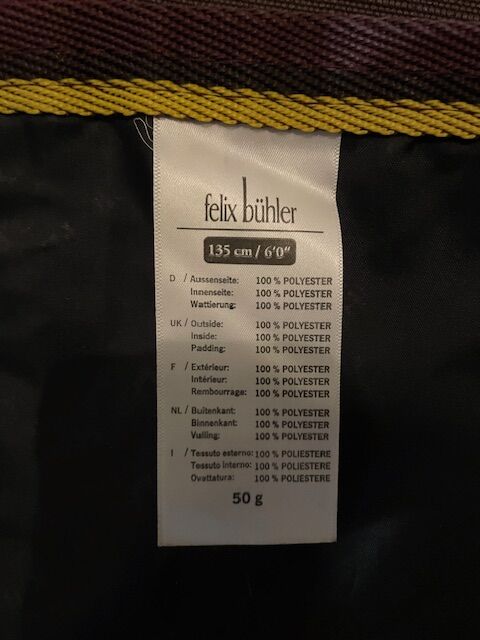 felix bühler
135 cm / 6'0"
D / Aussenseite: 100 % POLYESTER
Innenseite: 100 % POLYESTER
Wattierung: 100 % POLYESTER
UK / Outside: 100 % POLYESTER
Inside: 100 % POLYESTER
Padding: 100 % POLYESTER
F / Extérieur: 100 % POLYESTER
Intérieur: 100 % POLYESTER
Rembourrage: 100 % POLYESTER
NL / Buitenkant: 100 % POLYESTER
Binnenkant: 100 % POLYESTER
Vulling: 100 % POLYESTER
I / Tessuto esterno: 100 % POLIESTERE
Tessuto interno: 100 % POLIESTERE
Ovattatura: 100 % POLIESTERE
50 g